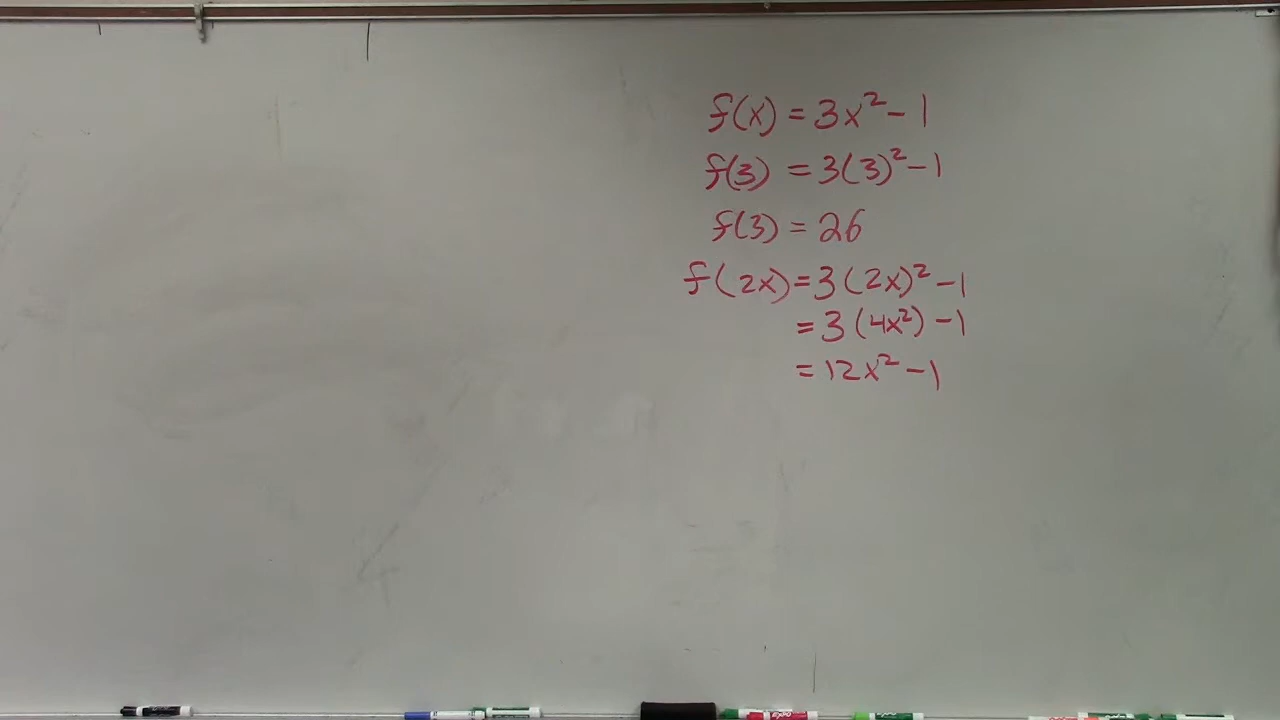 f(x) = 3x² - 1
f(3) = 3(3)² - 1
f(3) = 26
f(2x) = 3(2x)² - 1
= 3(4x²) - 1
= 12x² - 1